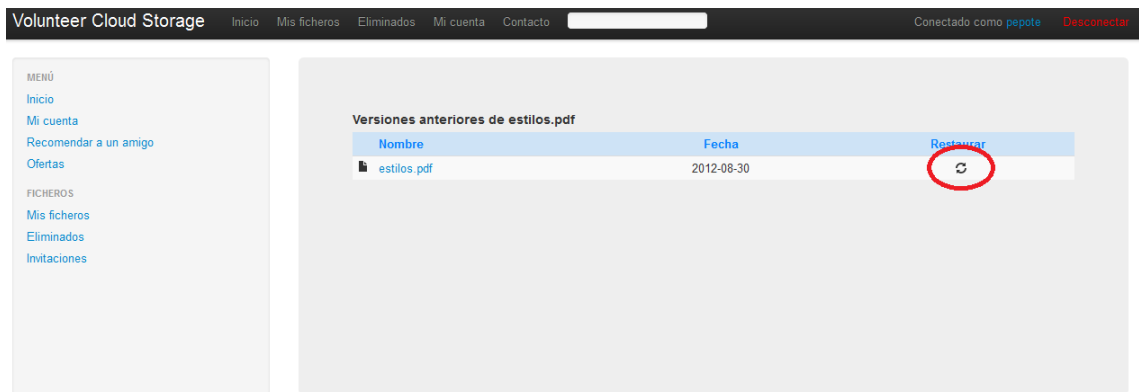 Volunteer Cloud Storage Inicio Mis ficheros Eliminados Mi cuenta Contacto Conectado como pepote Desconectar
MENÚ
Inicio
Mi cuenta
Recomendar a un amigo
Ofertas
FICHEROS
Mis ficheros
Eliminados
Invitaciones
Versiones anteriores de estilos.pdf
Nombre Fecha Restaurar
estilos.pdf 2012-08-30